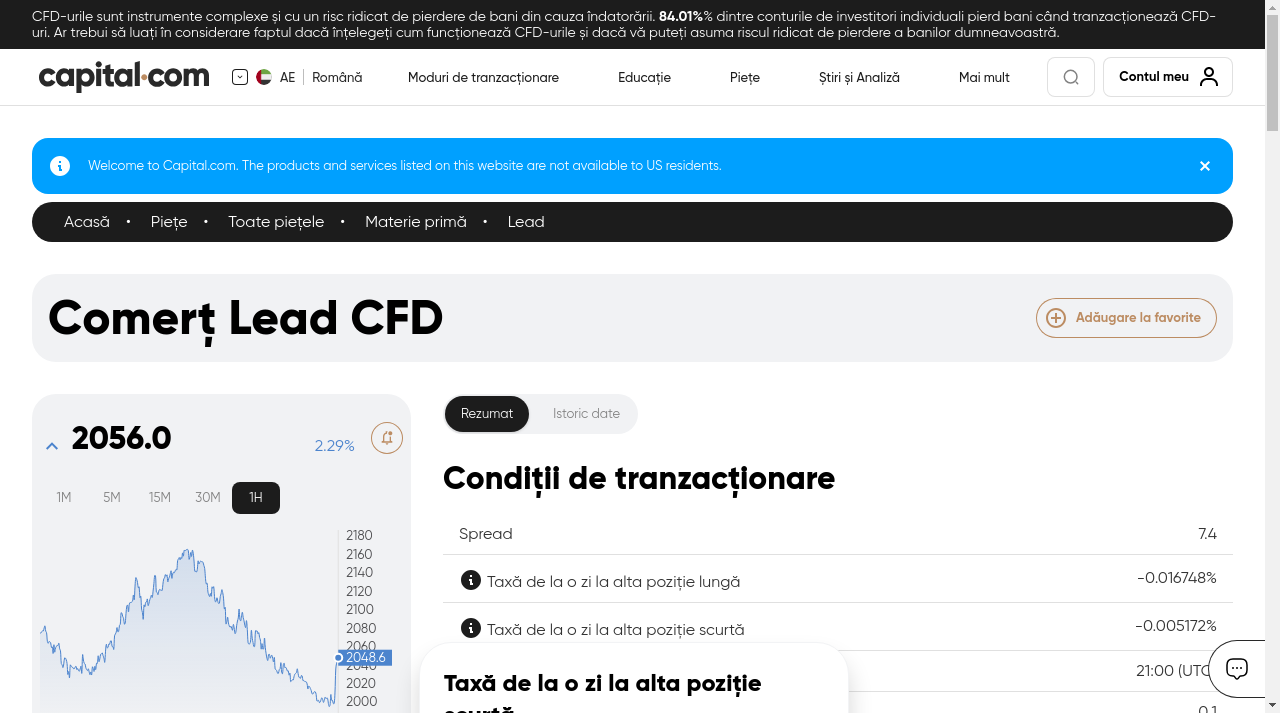 CFD-urile sunt instrumente complexe și cu un risc ridicat de pierdere de bani din cauza îndatorării. 84.01%% dintre conturile de investitori individuali pierd bani când tranzacționează CFD-
uri. Ar trebui să luați în considerare faptul dacă înțelegeți cum funcționează CFD-urile și dacă vă puteți asuma riscul ridicat de pierdere a banilor dumneavoastră.
capital.com AE Română Moduri de tranzacționare Educație Piețe Știri și Analiză Mai mult Contul meu
Welcome to Capital.com. The products and services listed on this website are not available to US residents.
Acasă • Piețe • Toate piețele • Materie primă • Lead
Comerț Lead CFD
Adăugare la favorite
2056.0
2.29%
1M 5M 15M 30M 1H
2180
2160
2140
2120
2100
2080
2060
2048.6
2040
2020
2000
Rezumat Istoric date
Condiții de tranzacționare
Spread 7.4
Taxă de la o zi la alta poziție lungă -0.016748%
Taxă de la o zi la alta poziție scurtă -0.005172%
21:00 (UTC)
0.1
Taxă de la o zi la alta poziție
scurtă